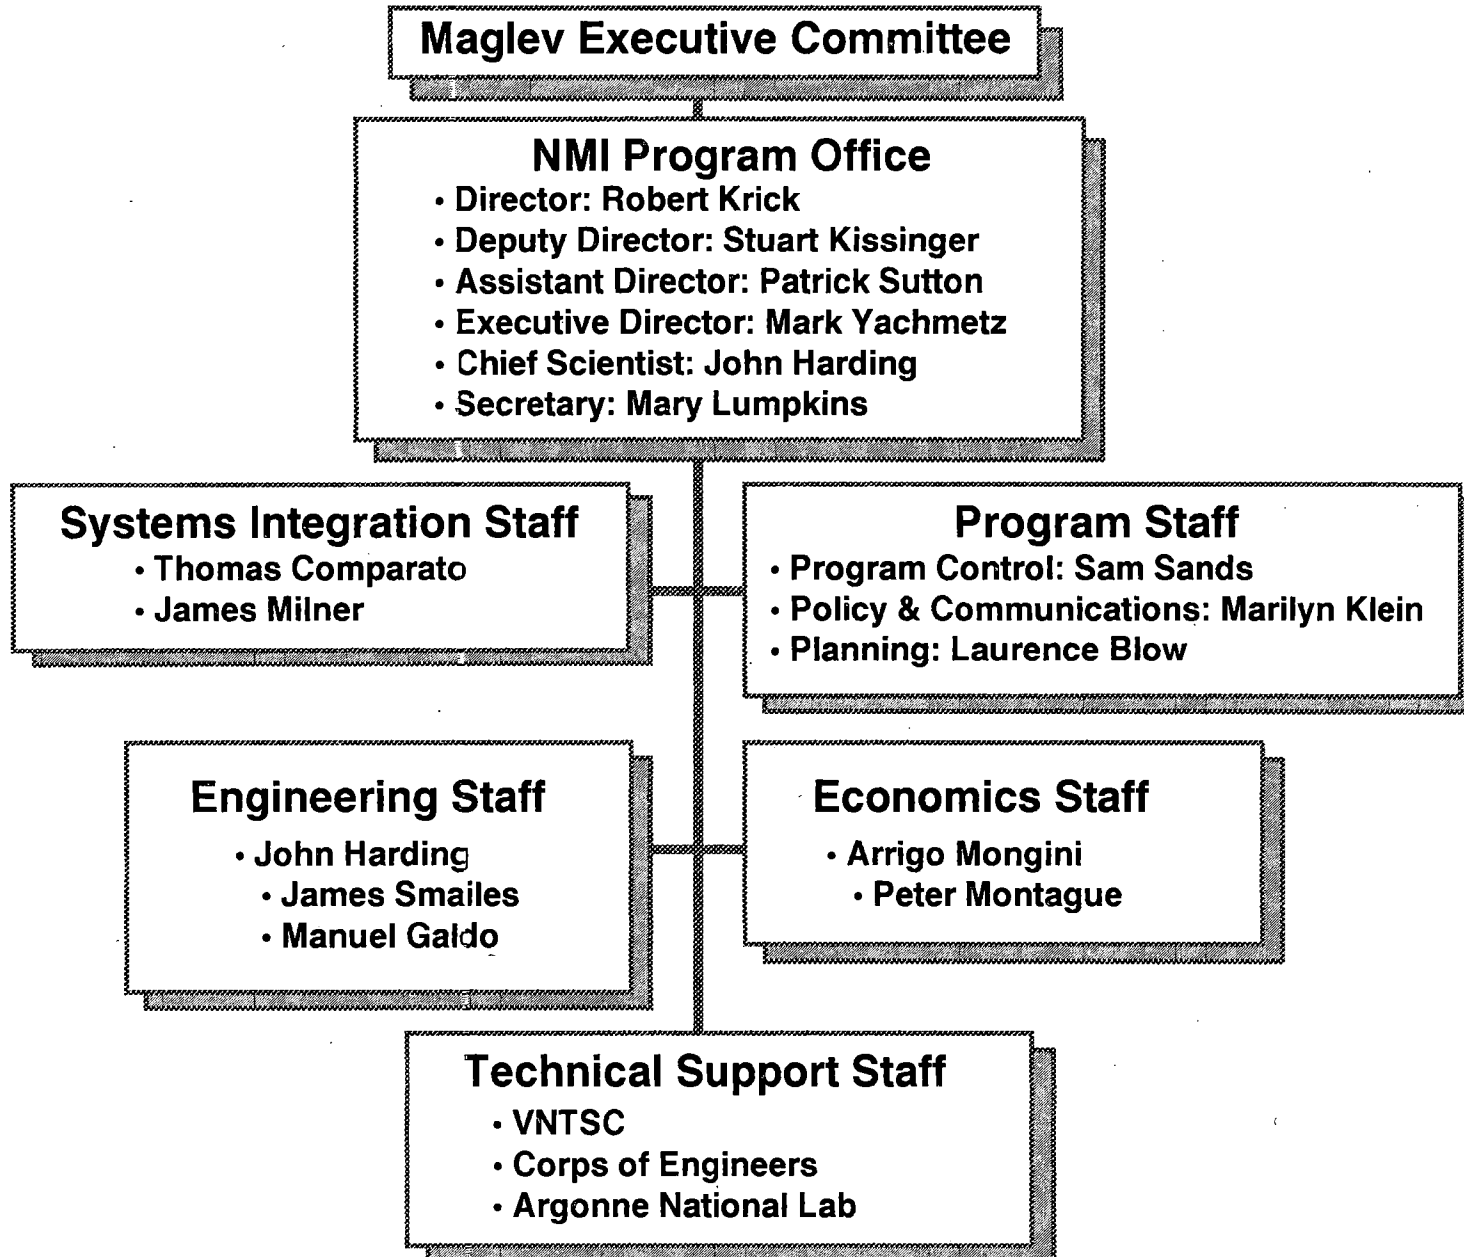 Maglev Executive Committee
NMI Program Office
• Director: Robert Krick
• Deputy Director: Stuart Kissinger
• Assistant Director: Patrick Sutton
• Executive Director: Mark Yachmetz
• Chief Scientist: John Harding
• Secretary: Mary Lumpkins
Systems Integration Staff
• Thomas Comparato
• James Milner
Program Staff
• Program Control: Sam Sands
• Policy & Communications: Marilyn Klein
• Planning: Laurence Blow
Engineering Staff
• John Harding
• James Smailes
• Manuel Galdo
Economics Staff
• Arrigo Mongini
• Peter Montague
Technical Support Staff
• VNTSC
• Corps of Engineers
• Argonne National Lab